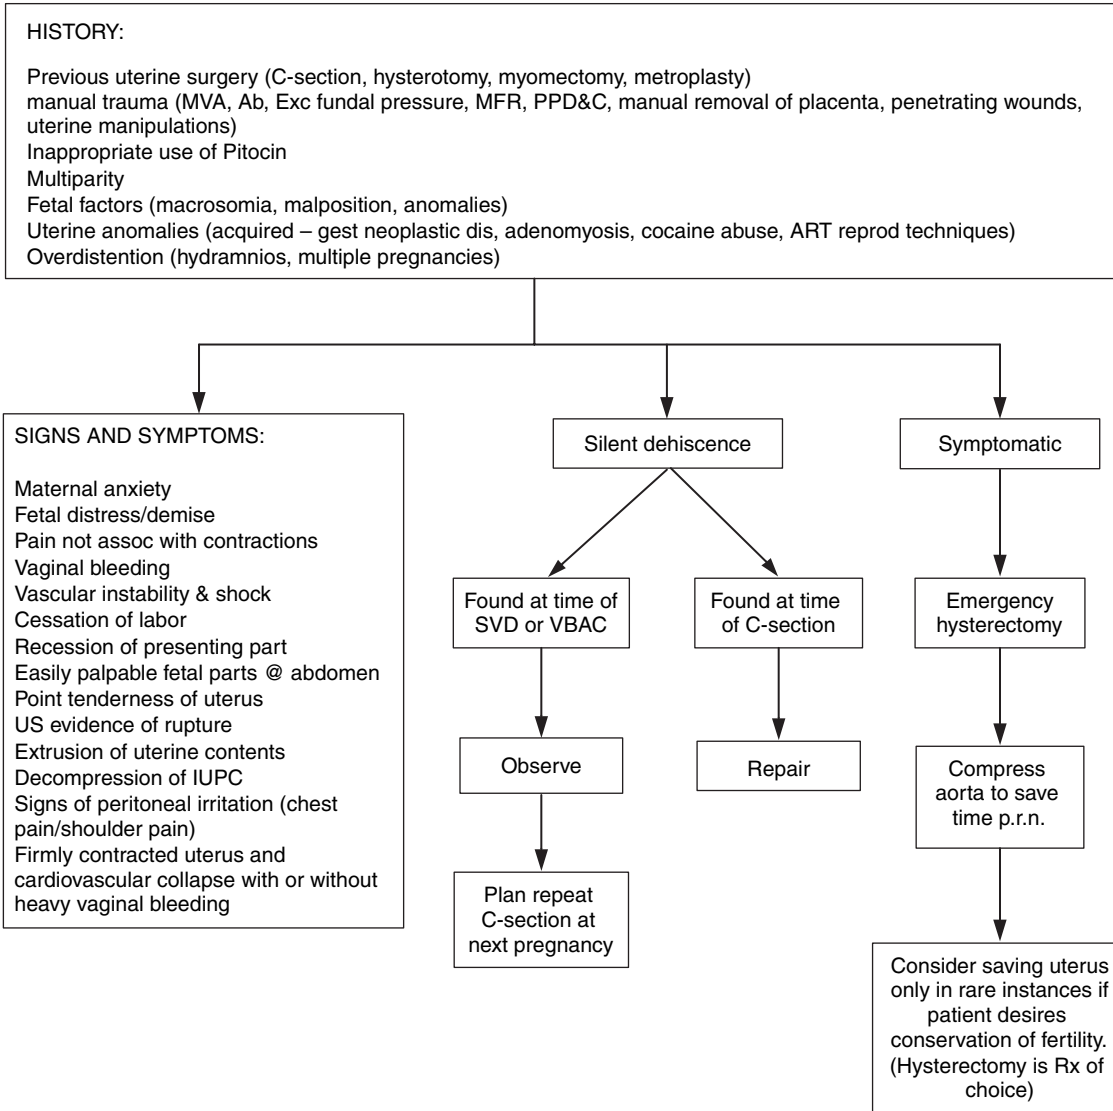 HISTORY:
Previous uterine surgery (C-section, hysterotomy, myomectomy, metroplasty)
manual trauma (MVA, Ab, Exc fundal pressure, MFR, PPD&C, manual removal of placenta, penetrating wounds,
uterine manipulations)
Inappropriate use of Pitocin
Multiparity
Fetal factors (macrosomia, malposition, anomalies)
Uterine anomalies (acquired – gest neoplastic dis, adenomyosis, cocaine abuse, ART reprod techniques)
Overdistention (hydramnios, multiple pregnancies)
SIGNS AND SYMPTOMS:
Maternal anxiety
Fetal distress/demise
Pain not assoc with contractions
Vaginal bleeding
Vascular instability & shock
Cessation of labor
Recession of presenting part
Easily palpable fetal parts @ abdomen
Point tenderness of uterus
US evidence of rupture
Extrusion of uterine contents
Decompression of IUPC
Signs of peritoneal irritation (chest
pain/shoulder pain)
Firmly contracted uterus and
cardiovascular collapse with or without
heavy vaginal bleeding
Silent dehiscence
Found at time of
SVD or VBAC
Observe
Plan repeat
C-section at
next pregnancy
Found at time
of C-section
Repair
Symptomatic
Emergency
hysterectomy
Compress
aorta to save
time p.r.n.
Consider saving uterus
only in rare instances if
patient desires
conservation of fertility.
(Hysterectomy is Rx of
choice)